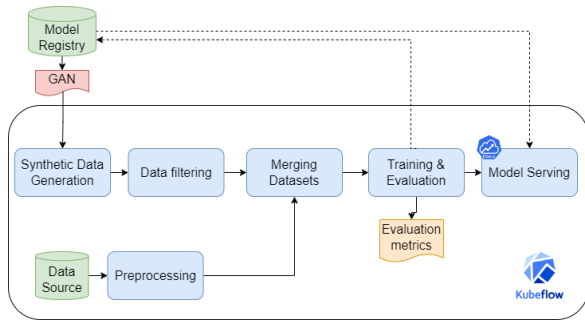 Model
Registry
GAN
Synthetic Data
Generation
Data filtering
Merging
Datasets
Training &
Evaluation
Model Serving
Evaluation
metrics
Data
Source
Preprocessing
Kubeflow